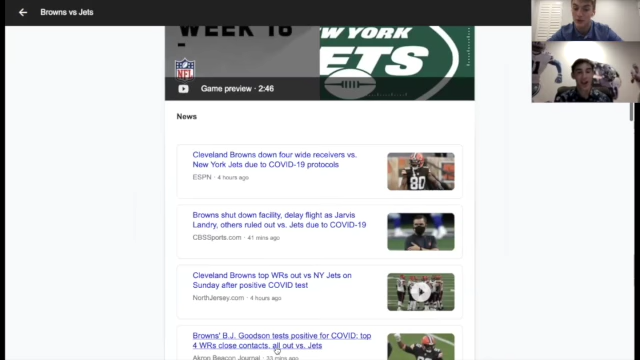 Browns vs Jets
WEEK 16
NEW YORK
JETS
NFL
Game preview · 2:46
News
Cleveland Browns down four wide receivers vs.
New York Jets due to COVID-19 protocols
ESPN · 4 hours ago
80
Browns shut down facility, delay flight as Jarvis
Landry, others ruled out vs. Jets due to COVID-19
CBSSports.com · 41 mins ago
Cleveland Browns top WRs out vs NY Jets on
Sunday after positive COVID test
NorthJersey.com · 4 hours ago
Browns' B.J. Goodson tests positive for COVID; top
4 WRs close contacts, all out vs. Jets
Akron Beacon Journal · 33 mins ago